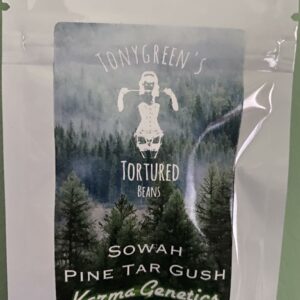 TONYGREEN'S
TORTURED
BEANS
SOWAH
PINE TAR GUSH
Karma Genetics